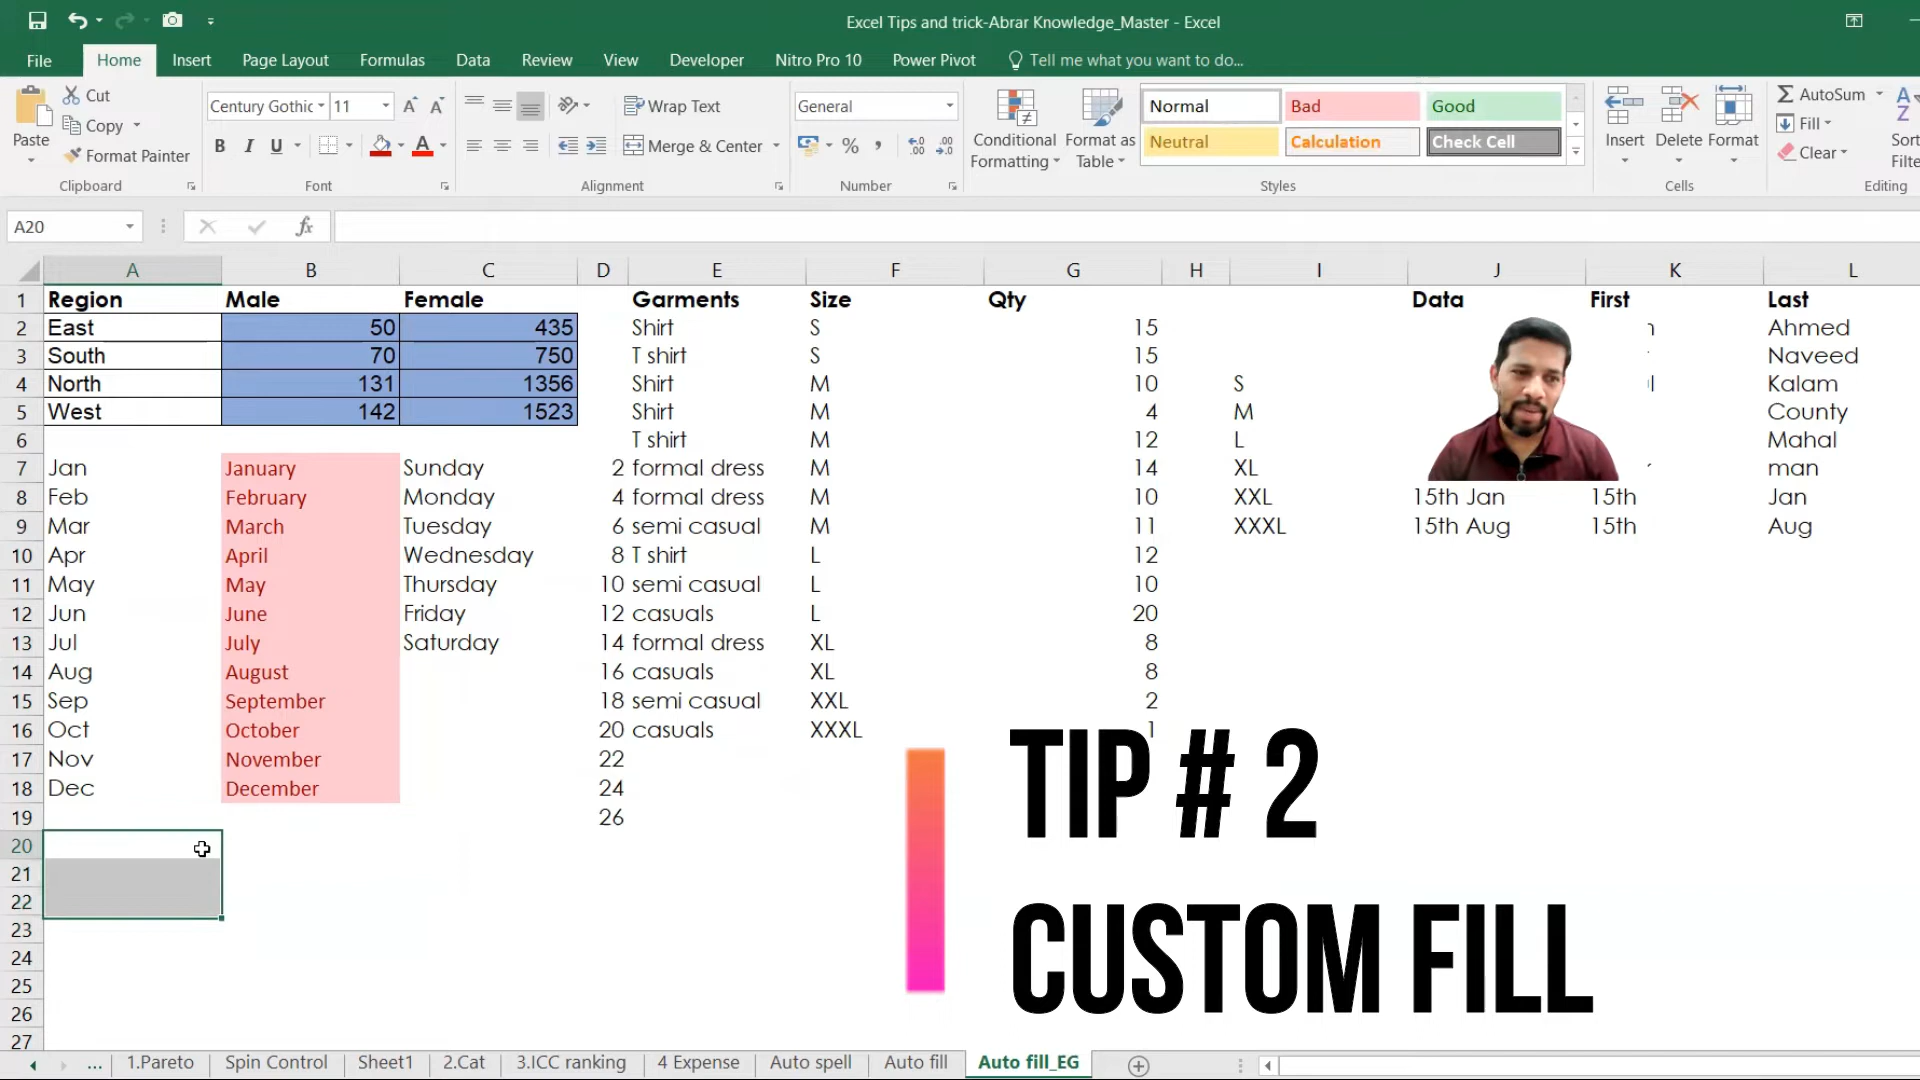 Excel Tips and trick-Abrar Knowledge_Master - Excel
File Home Insert Page Layout Formulas Data Review View Developer Nitro Pro 10 Power Pivot Tell me what you want to do...
Paste
Cut
Copy
Format Painter
Clipboard
Century Gothic 11
B I U
Font
Wrap Text
Merge & Center
Alignment
General
%
Number
Conditional Formatting
Format as Table
Normal Bad Good
Neutral Calculation Check Cell
Styles
Insert Delete Format
Cells
AutoSum
Fill
Clear
Sort
Filte
Editing
A20 fx
A B C D E F G H I J K L
1 Region Male Female Garments Size Qty Data First Last
2 East 50 435 Shirt S 15 Ahmed
3 South 70 750 T shirt S 15 Naveed
4 North 131 1356 Shirt M 10 S Kalam
5 West 142 1523 Shirt M 4 M County
6 T shirt M 12 L Mahal
7 Jan January Sunday 2 formal dress M 14 XL man
8 Feb February Monday 4 formal dress M 10 XXL 15th Jan 15th Jan
9 Mar March Tuesday 6 semi casual M 11 XXXL 15th Aug 15th Aug
10 Apr April Wednesday 8 T shirt L 12
11 May May Thursday 10 semi casual L 10
12 Jun June Friday 12 casuals L 20
13 Jul July Saturday 14 formal dress XL 8
14 Aug August 16 casuals XL 8
15 Sep September 18 semi casual XXL 2
16 Oct October 20 casuals XXXL 1
17 Nov November 22
18 Dec December 24
19 26
20
21
22
23
24
25
26
27
TIP # 2
CUSTOM FILL
... 1.Pareto Spin Control Sheet1 2.Cat 3.ICC ranking 4 Expense Auto spell Auto fill Auto fill_EG